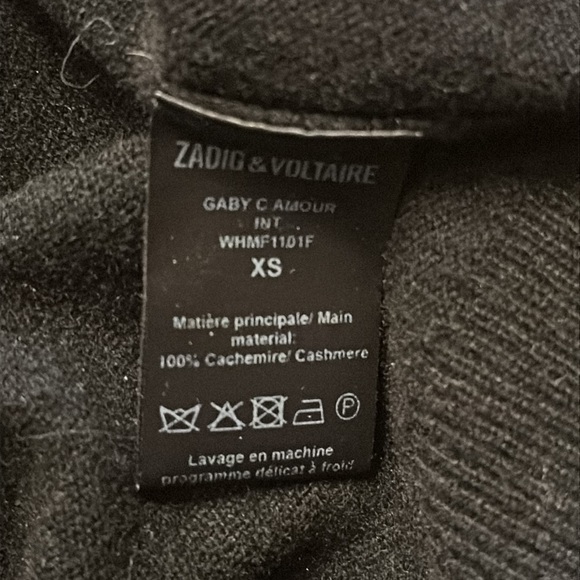 ZADIG & VOLTAIRE
GABY C AMOUR
INT
WHMF1101F
XS
Matière principale/ Main
material:
100% Cachemire/ Cashmere
P
Lavage en machine
programme délicat à froid